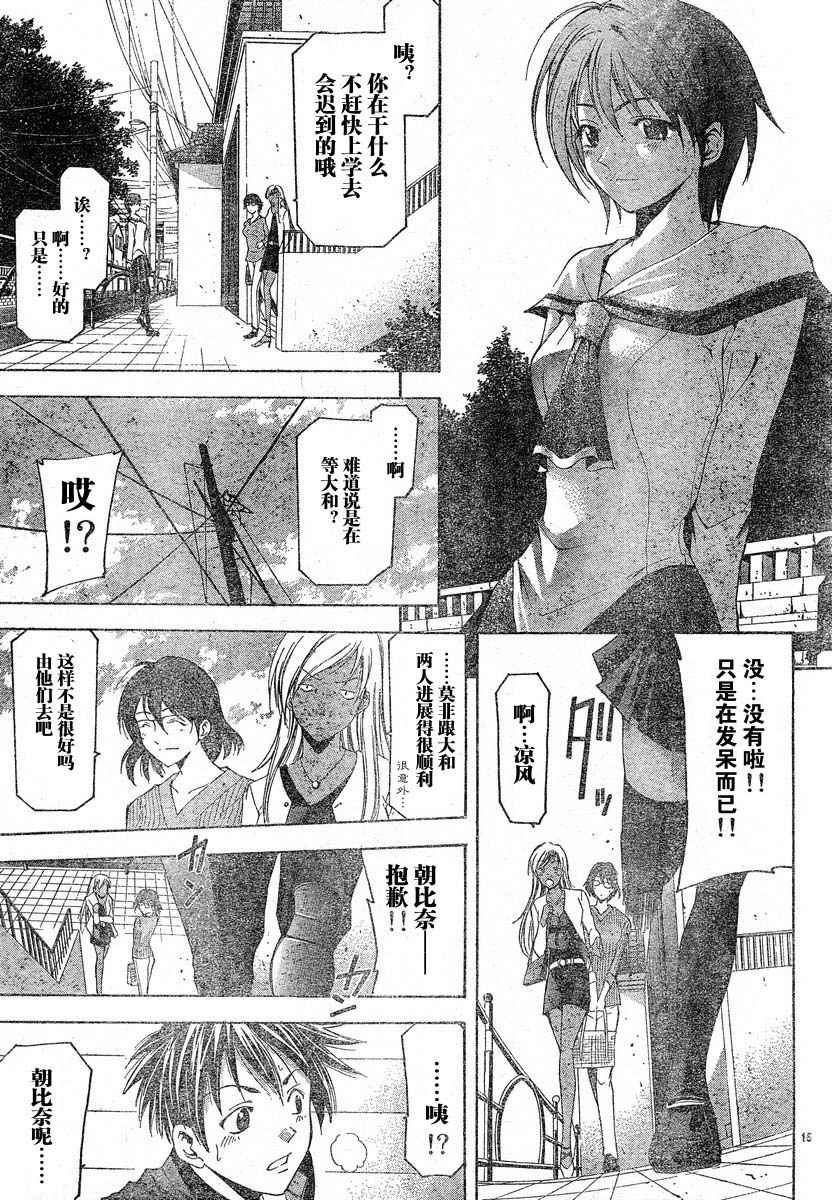 咦？
你在干什么
不赶快上学去
会迟到的哦
诶……？
啊……好的
只是……
……啊
难道说是在
等大和？
哎
!?
没…没有啦!!
只是在发呆而已!!
啊…凉风
……莫非跟大和
两人进展得很顺利
很意外…
这样不是很好吗
由他们去吧
朝比奈——
抱歉!!
……咦
!?
朝比奈呢……
15